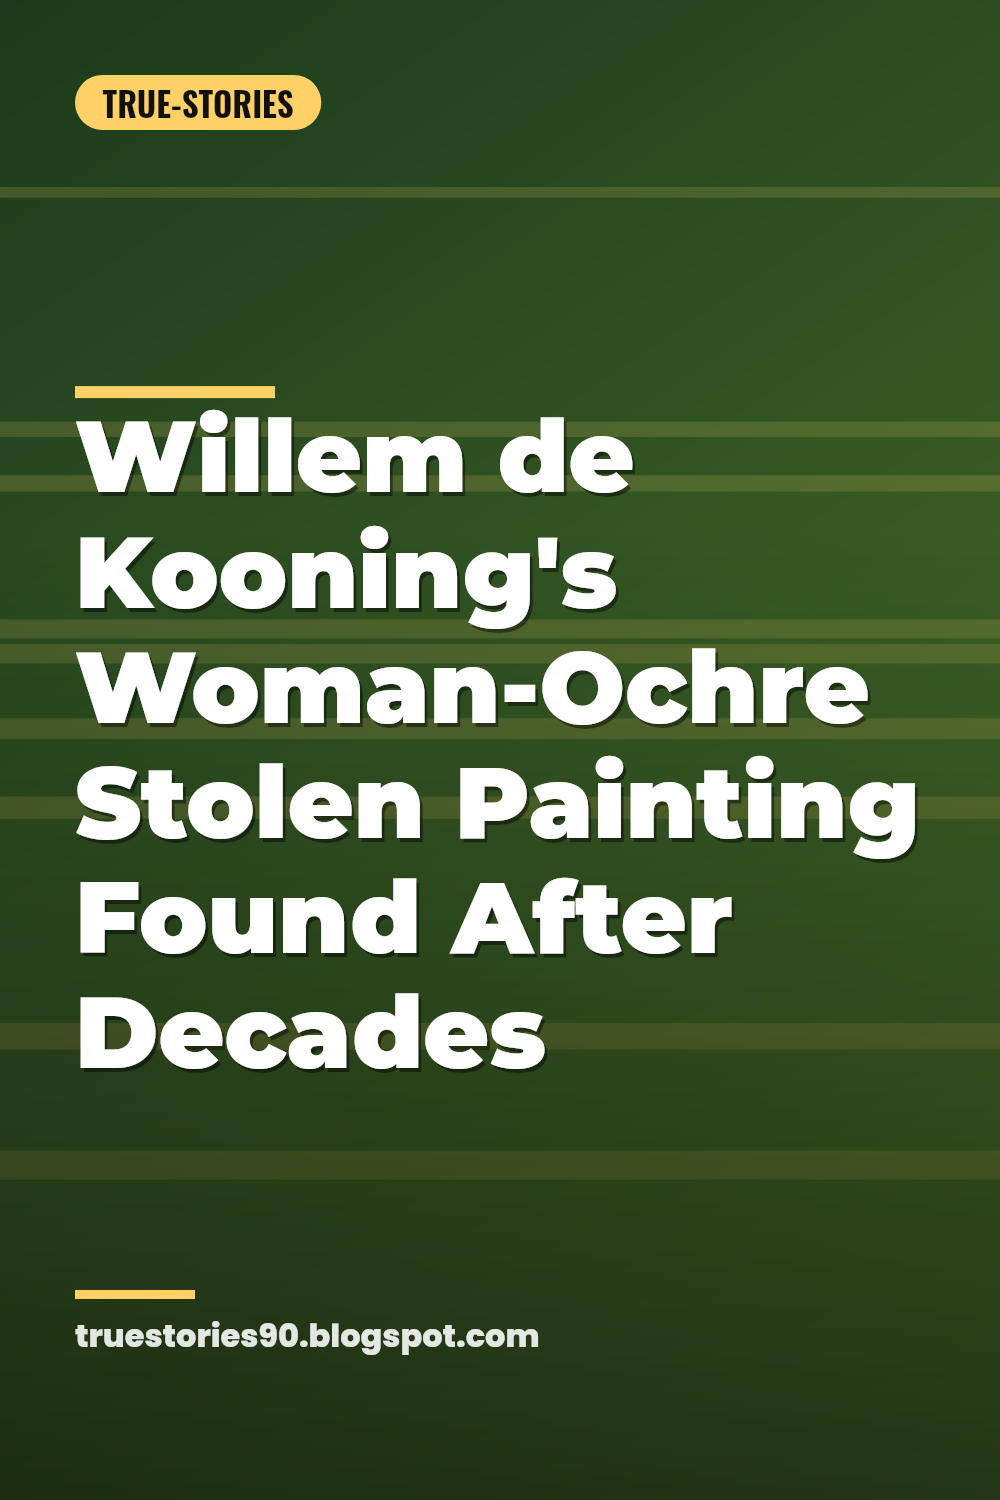 TRUE-STORIES
Willem de
Kooning's
Woman-Ochre
Stolen Painting
Found After
Decades
truestories90.blogspot.com